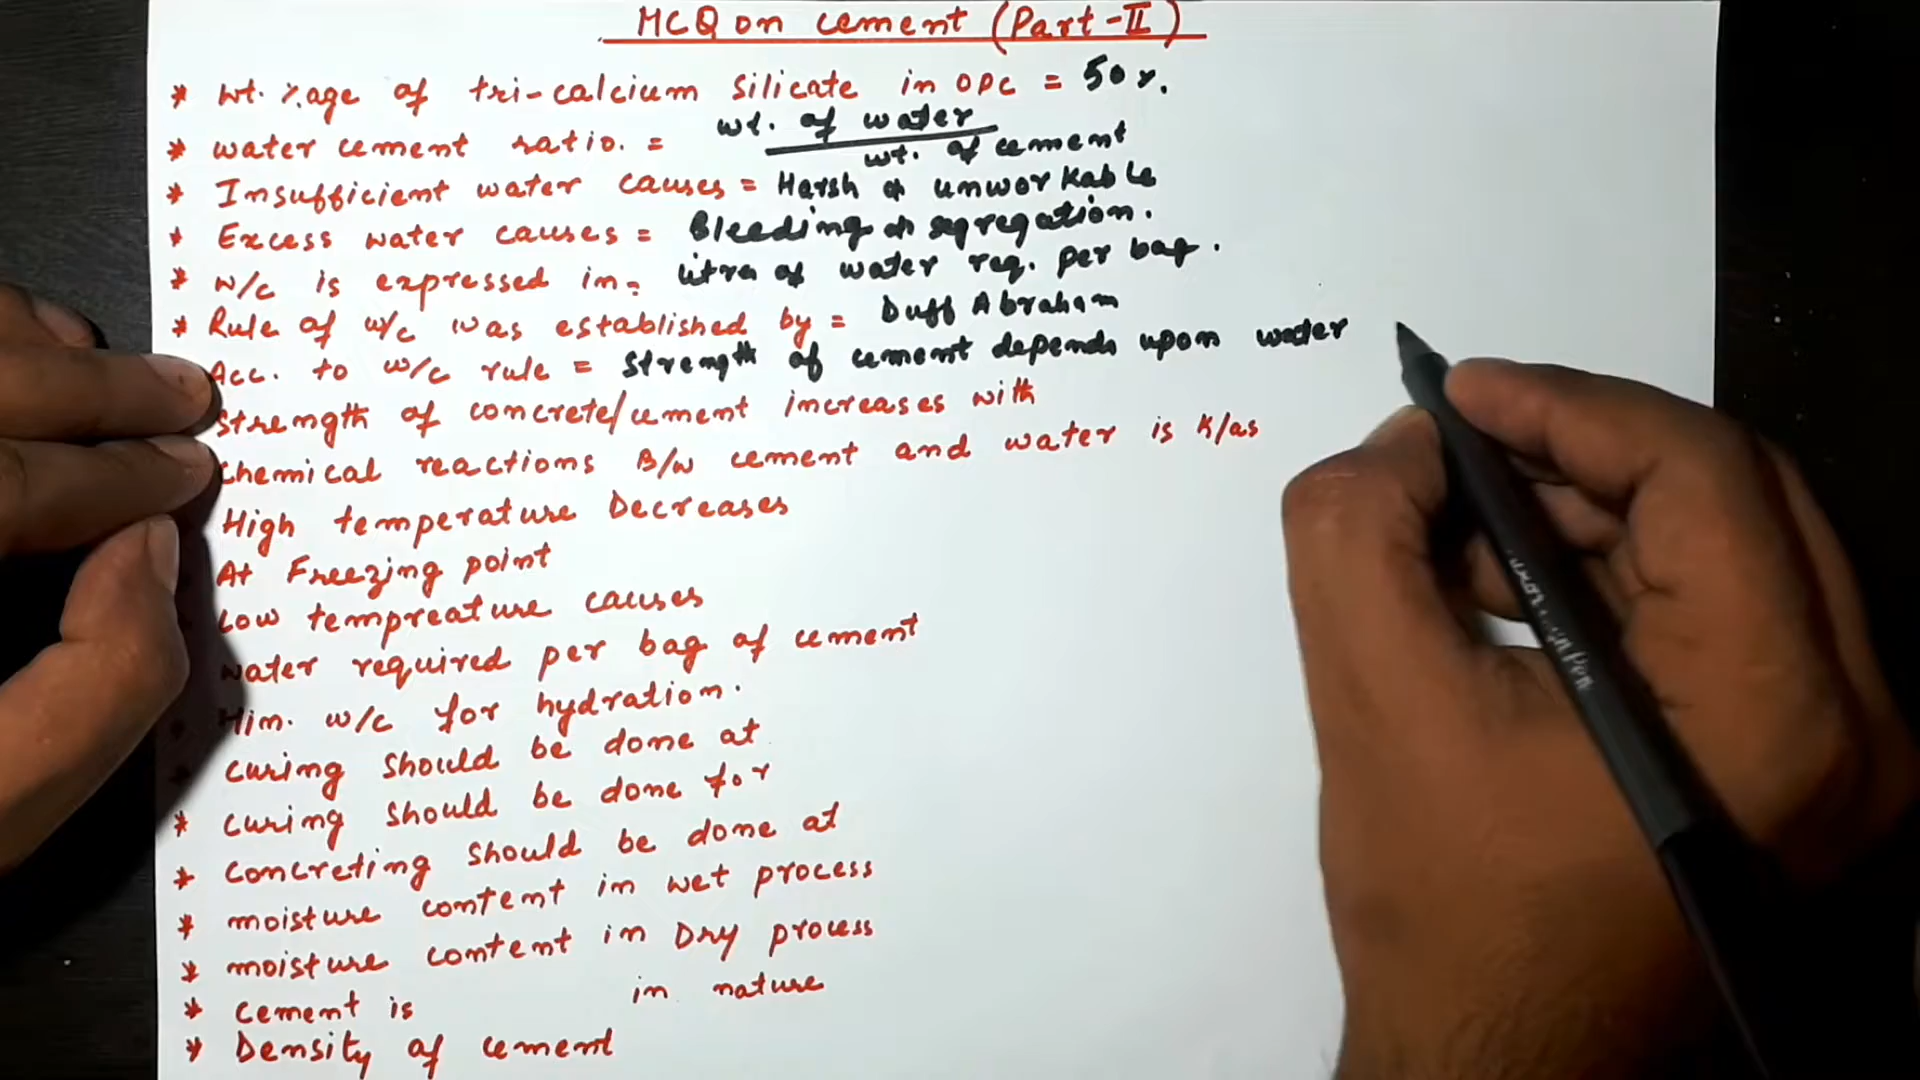 MCQ on cement (Part-II)
* wt. %age of tri-calcium silicate in OPC = 50%.
* water cement ratio. = wt. of water
wt. of cement
* Insufficient water causes = Harsh & unworkable
* Excess water causes = Bleeding & segregation.
* w/c is expressed in = litres of water req. per bag.
* Rule of w/c was established by = Duff Abraham
Acc. to w/c rule = strength of cement depends upon water
strength of concrete/cement increases with
chemical reactions B/w cement and water is K/as
High temperature Decreases
At Freezing point
Low tempreature causes
water required per bag of cement
Min. w/c for hydration.
curing should be done at
* curing should be done for
* concreting should be done at
* moisture content in wet process
* moisture content in Dry process
* cement is in nature
* Density of cement